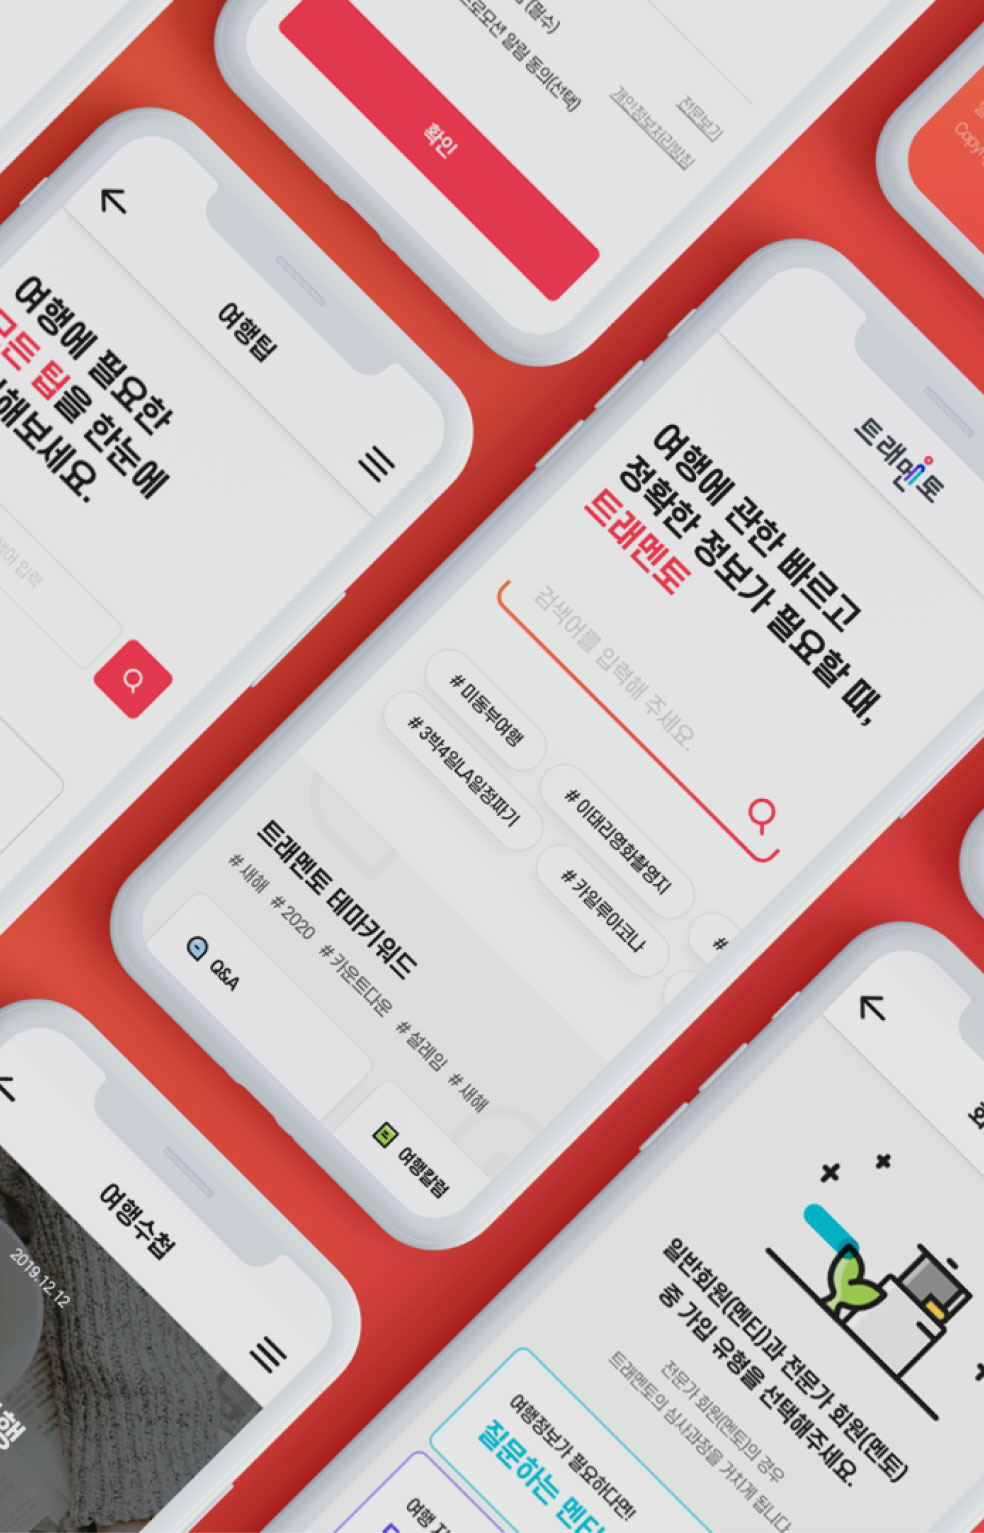 (필수)
프로모션 알림 동의(선택)
전문보기
개인정보처리방침
확인
여행팁
여행에 필요한
모든 팁을 한눈에
해보세요.
입력
트래멘토
여행에 관한 빠르고
정확한 정보가 필요할 때,
트래멘토
검색어를 입력해 주세요.
# 미동부여행
# 이태리영화촬영지
#
# 3박4일LA일정짜기
# 카일루아코나
트래멘토 테마키워드
# 새해 # 2020 # 카운트다운 # 설레임 # 새해
Q&A
여행칼럼
여행수첩
2019.12.12
행
일반회원(멘티)과 전문가 회원(멘토)
중 가입 유형을 선택해주세요.
전문가 회원(멘토)의 경우
트래멘토의 심사과정을 거치게 됩니다
여행정보가 필요하다면!
질문하는 멘티
여행